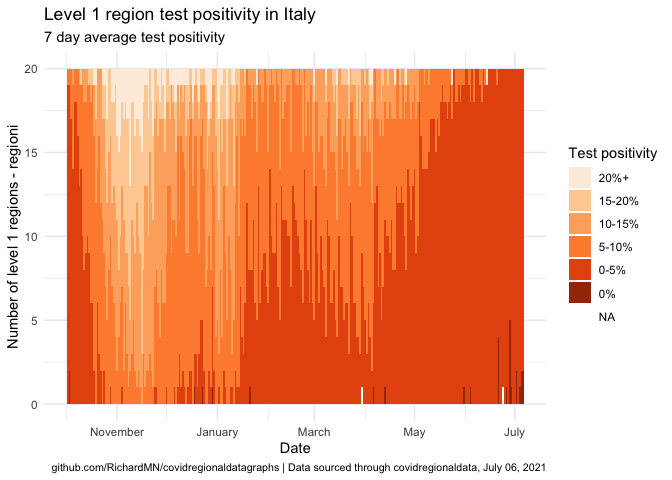 Level 1 region test positivity in Italy
7 day average test positivity
Number of level 1 regions - regioni
20
15
10
5
0
November
January
March
May
July
Date
Test positivity
20%+
15-20%
10-15%
5-10%
0-5%
0%
NA
github.com/RichardMN/covidregionaldatagraphs | Data sourced through covidregionaldata, July 06, 2021